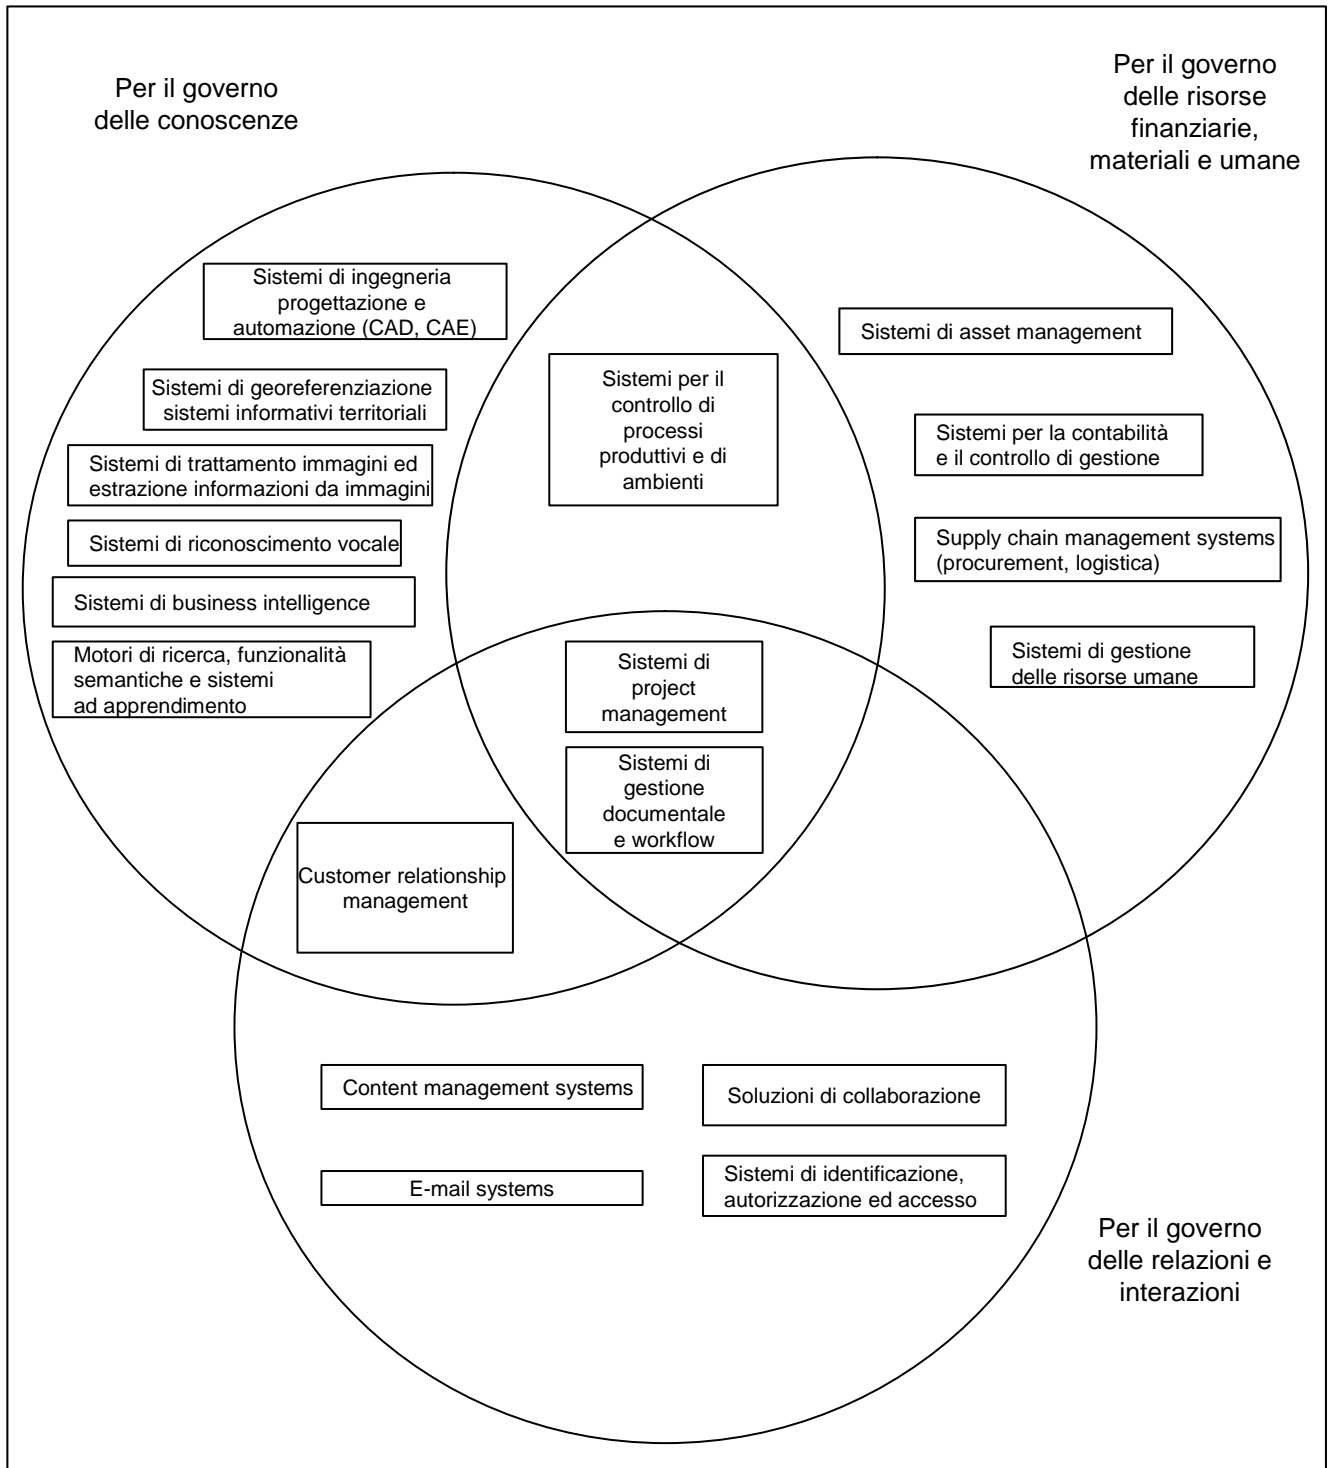 Per il governo
delle conoscenze
Per il governo
delle risorse
finanziarie,
materiali e umane
Sistemi di ingegneria
progettazione e
automazione (CAD, CAE)
Sistemi di georeferenziazione
sistemi informativi territoriali
Sistemi di trattamento immagini ed
estrazione informazioni da immagini
Sistemi di riconoscimento vocale
Sistemi di business intelligence
Motori di ricerca, funzionalità
semantiche e sistemi
ad apprendimento
Sistemi per il
controllo di
processi
produttivi e di
ambienti
Sistemi di asset management
Sistemi per la contabilità
e il controllo di gestione
Supply chain management systems
(procurement, logistica)
Sistemi di gestione
delle risorse umane
Sistemi di
project
management
Sistemi di
gestione
documentale
e workflow
Customer relationship
management
Content management systems
Soluzioni di collaborazione
E-mail systems
Sistemi di identificazione,
autorizzazione ed accesso
Per il governo
delle relazioni e
interazioni